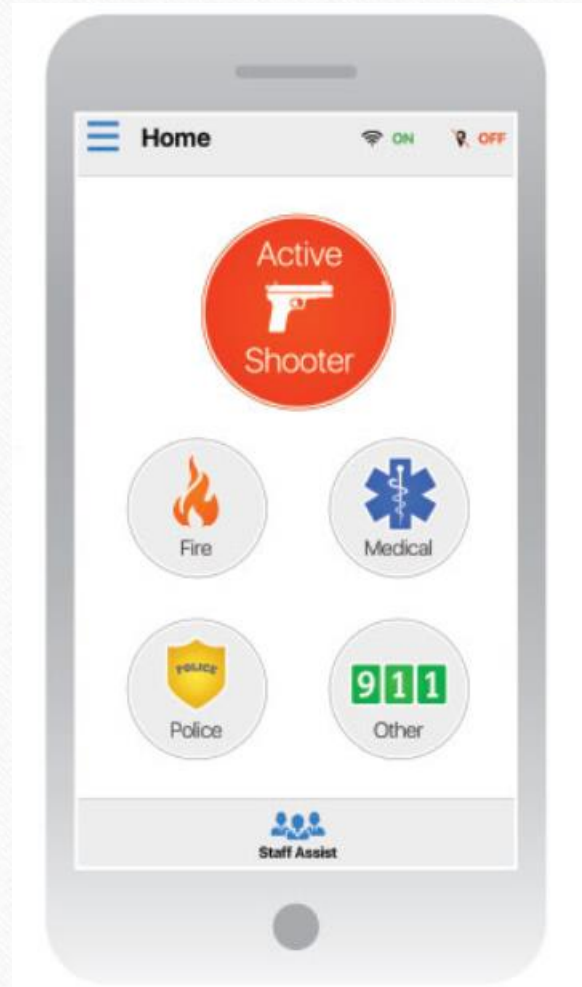 Home ON OFF
Active
Shooter
Fire
Medical
POLICE
Police
911
Other
Staff Assist